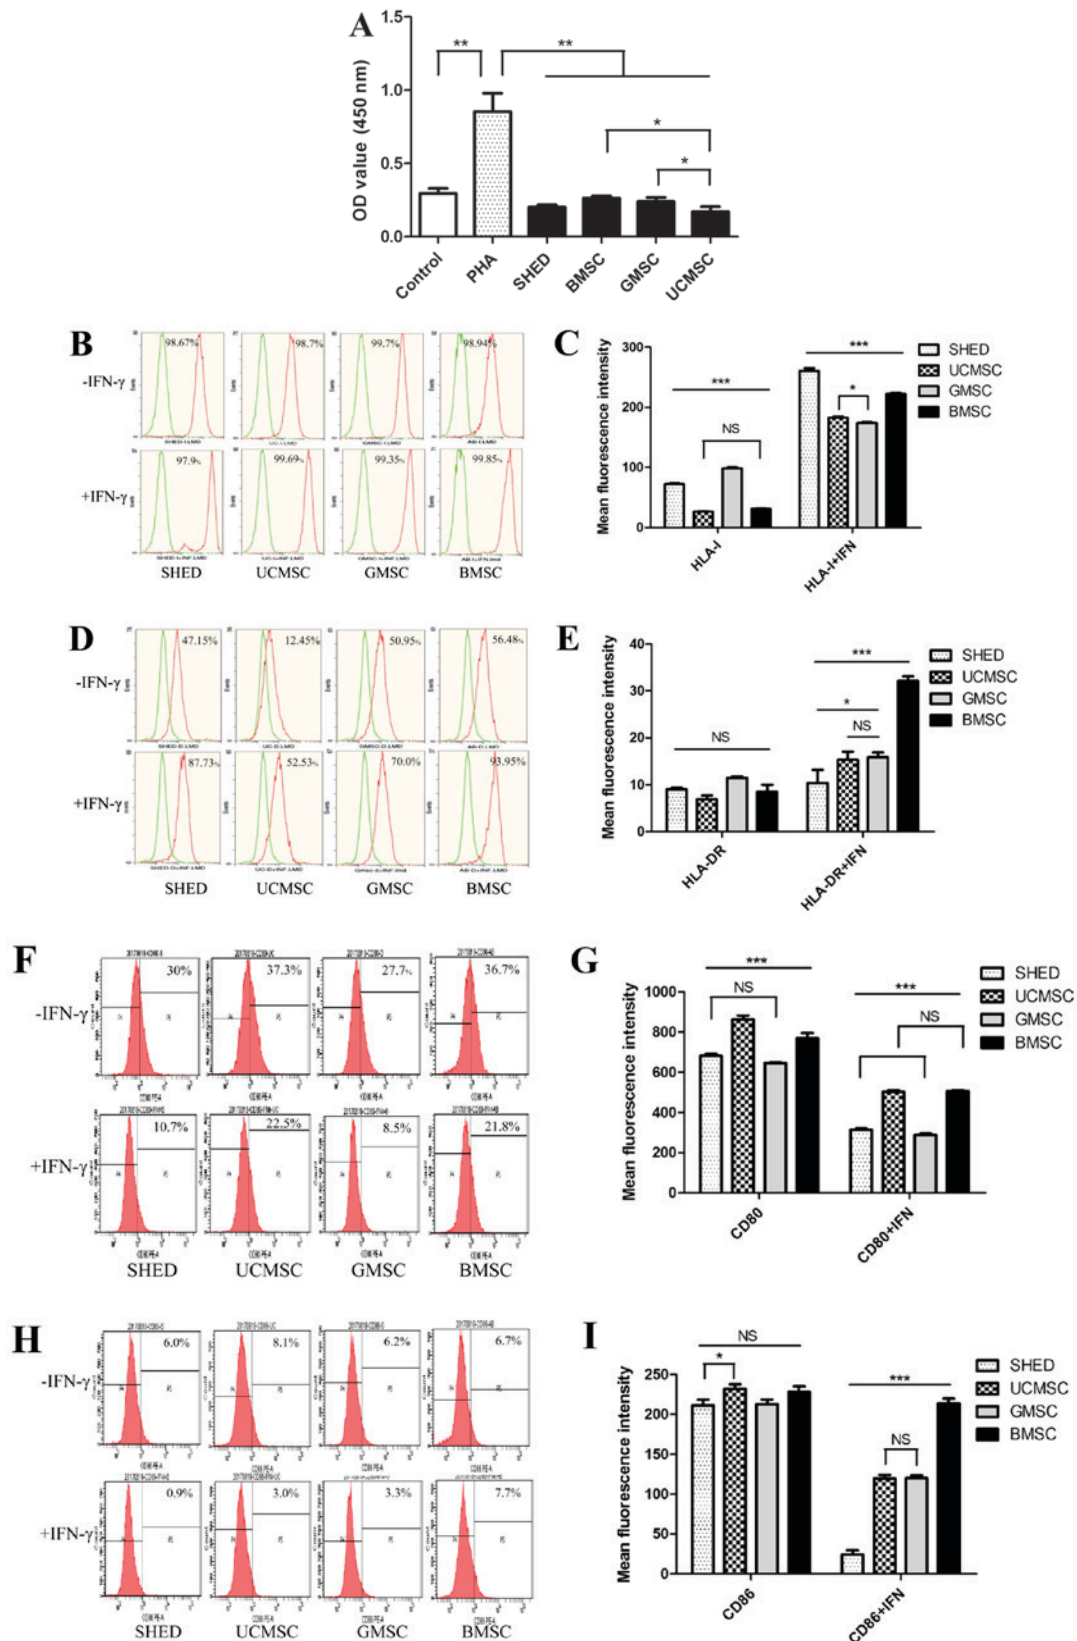 A
OD value (450 nm)
1.5
1.0
0.5
0.0
** **
*
*
Control PHA SHED BMSC GMSC UCMSC
B
-IFN-γ
98.67% 98.7% 99.7% 98.94%
+IFN-γ
97.9% 99.69% 99.35% 99.85%
SHED UCMSC GMSC BMSC
C
Mean fluorescence intensity
300
200
100
0
***
NS
***
*
SHED
UCMSC
GMSC
BMSC
HLA-I HLA-I+IFN
D
-IFN-γ
47.15% 12.45% 50.95% 56.48%
+IFN-γ
87.73% 52.53% 70.0% 93.95%
SHED UCMSC GMSC BMSC
E
Mean fluorescence intensity
40
30
20
10
0
NS
***
*
NS
SHED
UCMSC
GMSC
BMSC
HLA-DR HLA-DR+IFN
F
-IFN-γ
30% 37.3% 27.7% 36.7%
+IFN-γ
10.7% 22.5% 8.5% 21.8%
SHED UCMSC GMSC BMSC
G
Mean fluorescence intensity
1000
800
600
400
200
0
***
NS
***
NS
SHED
UCMSC
GMSC
BMSC
CD80 CD80+IFN
H
-IFN-γ
6.0% 8.1% 6.2% 6.7%
+IFN-γ
0.9% 3.0% 3.3% 7.7%
SHED UCMSC GMSC BMSC
I
Mean fluorescence intensity
250
200
150
100
50
0
NS
*
***
NS
SHED
UCMSC
GMSC
BMSC
CD86 CD86+IFN